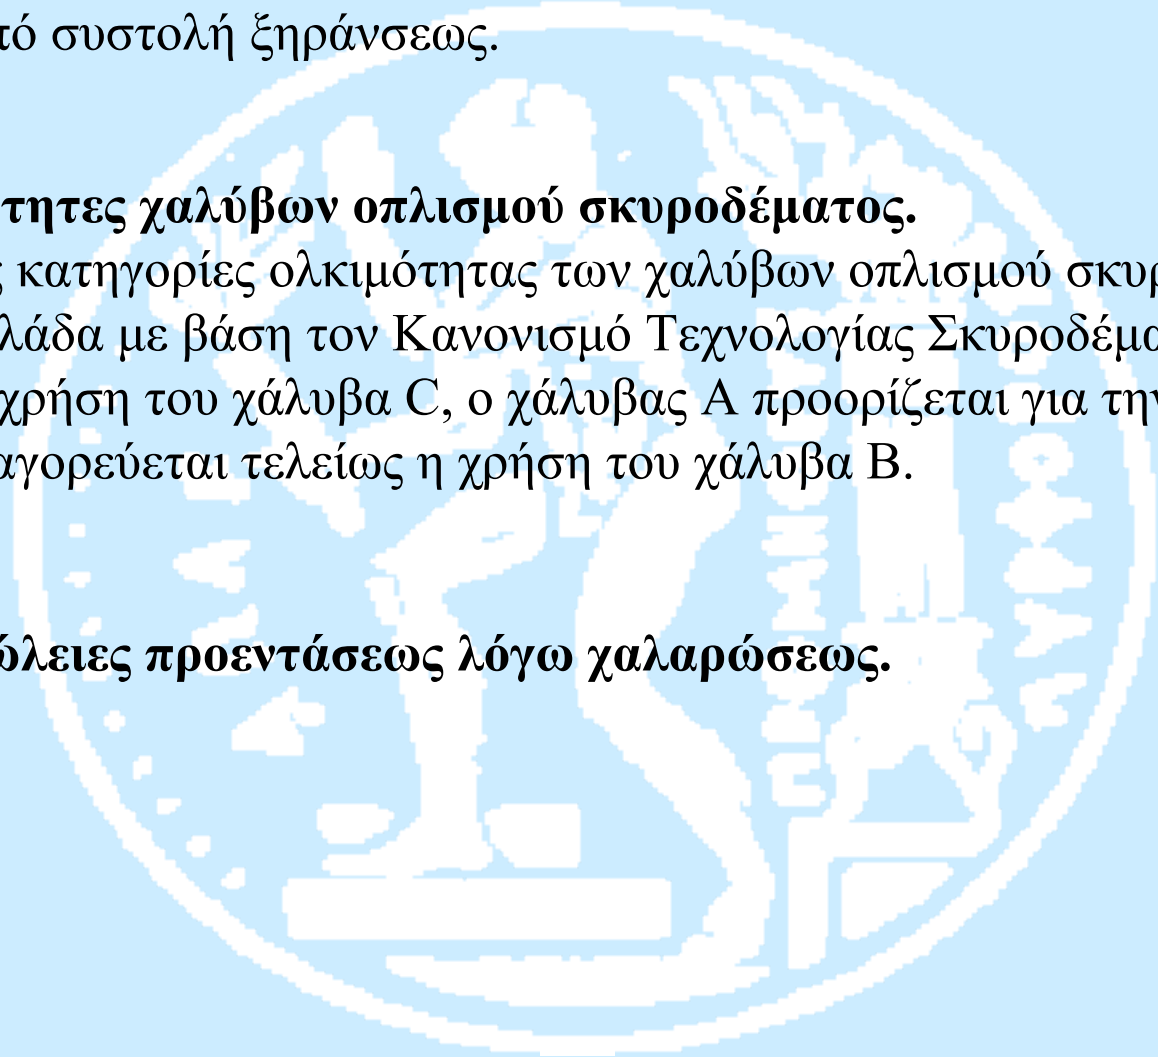 πό συστολή ξηράνσεως.
τητες χαλύβων οπλισμού σκυροδέματος.
ς κατηγορίες ολκιμότητας των χαλύβων οπλισμού σκυρ
λάδα με βάση τον Κανονισμό Τεχνολογίας Σκυροδέμα
χρήση του χάλυβα C, ο χάλυβας Α προορίζεται για την
αγορεύεται τελείως η χρήση του χάλυβα Β.
ώλειες προεντάσεως λόγω χαλαρώσεως.